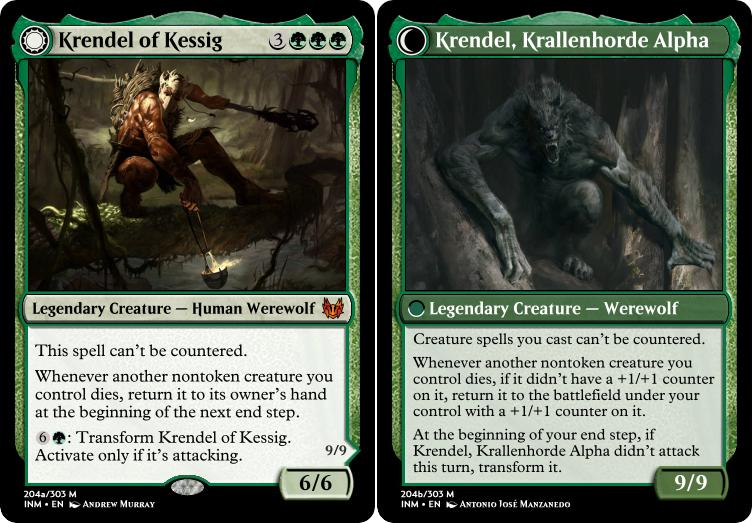 Krendel of Kessig 3
This spell can't be countered.
Legendary Creature — Human Werewolf
Whenever another nontoken creature you
control dies, return it to its owner's hand
at the beginning of the next end step.
6 : Transform Krendel of Kessig.
Activate only if it's attacking.
9/9
6/6
204a/303 M
INM • EN Andrew Murray
Krendel, Krallenhorde Alpha
Legendary Creature — Werewolf
Creature spells you cast can't be countered.
Whenever another nontoken creature you
control dies, if it didn't have a +1/+1 counter
on it, return it to the battlefield under your
control with a +1/+1 counter on it.
At the beginning of your end step, if
Krendel, Krallenhorde Alpha didn't attack
this turn, transform it.
9/9
204b/303 M
INM • EN Antonio José Manzanedo